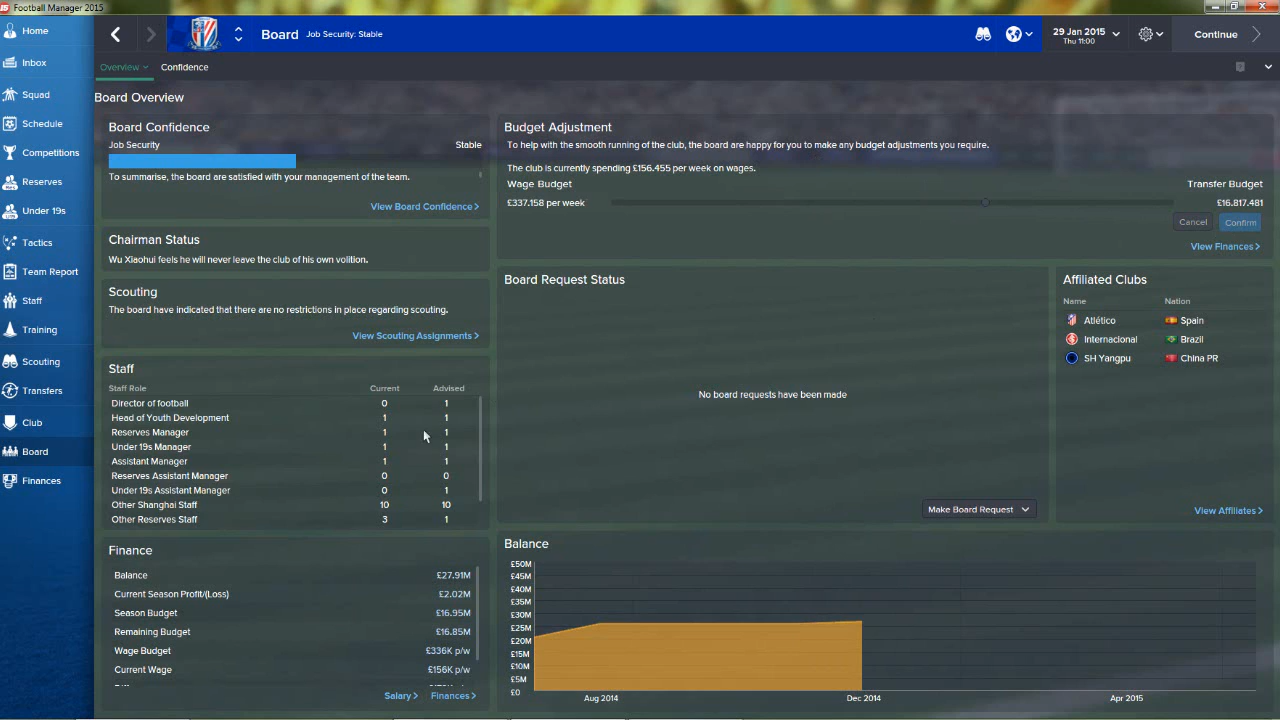 Football Manager 2015
Home
Inbox
Squad
Schedule
Competitions
Reserves
Under 19s
Tactics
Team Report
Staff
Training
Scouting
Transfers
Club
Board
Finances
Board Job Security: Stable
29 Jan 2015
Thu 11:00
Continue
Overview Confidence
Board Overview
Board Confidence
Job Security Stable
To summarise, the board are satisfied with your management of the team.
View Board Confidence >
Chairman Status
Wu Xiaohui feels he will never leave the club of his own volition.
Scouting
The board have indicated that there are no restrictions in place regarding scouting.
View Scouting Assignments >
Staff
Staff Role Current Advised
Director of football 0 1
Head of Youth Development 1 1
Reserves Manager 1 1
Under 19s Manager 1 1
Assistant Manager 1 1
Reserves Assistant Manager 0 0
Under 19s Assistant Manager 0 1
Other Shanghai Staff 10 10
Other Reserves Staff 3 1
Finance
Balance £27.91M
Current Season Profit/(Loss) £2.02M
Season Budget £16.95M
Remaining Budget £16.85M
Wage Budget £336K p/w
Current Wage £156K p/w
Salary > Finances >
Budget Adjustment
To help with the smooth running of the club, the board are happy for you to make any budget adjustments you require.
The club is currently spending £156.455 per week on wages.
Wage Budget Transfer Budget
£337.158 per week £16.817.481
Cancel Confirm
View Finances >
Board Request Status
No board requests have been made
Make Board Request
Affiliated Clubs
Name Nation
Atlético Spain
Internacional Brazil
SH Yangpu China PR
View Affiliates >
Balance
£50M
£45M
£40M
£35M
£30M
£25M
£20M
£15M
£10M
£5M
£0
Aug 2014 Dec 2014 Apr 2015